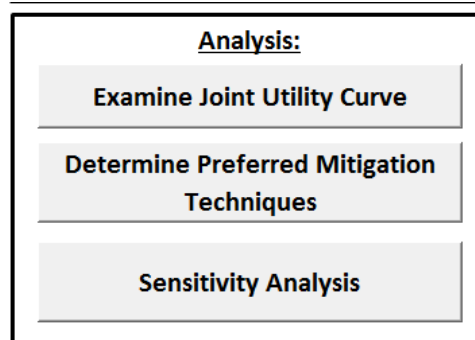 Analysis:
Examine Joint Utility Curve
Determine Preferred Mitigation
Techniques
Sensitivity Analysis